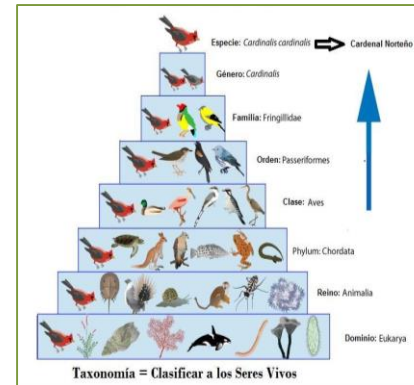 Especie: Cardinalis cardinalis Cardenal Norteño
Género: Cardinalis
Familia: Fringillidae
Orden: Passeriformes
Clase: Aves
Phylum: Chordata
Reino: Animalia
Dominio: Eukarya
Taxonomía = Clasificar a los Seres Vivos